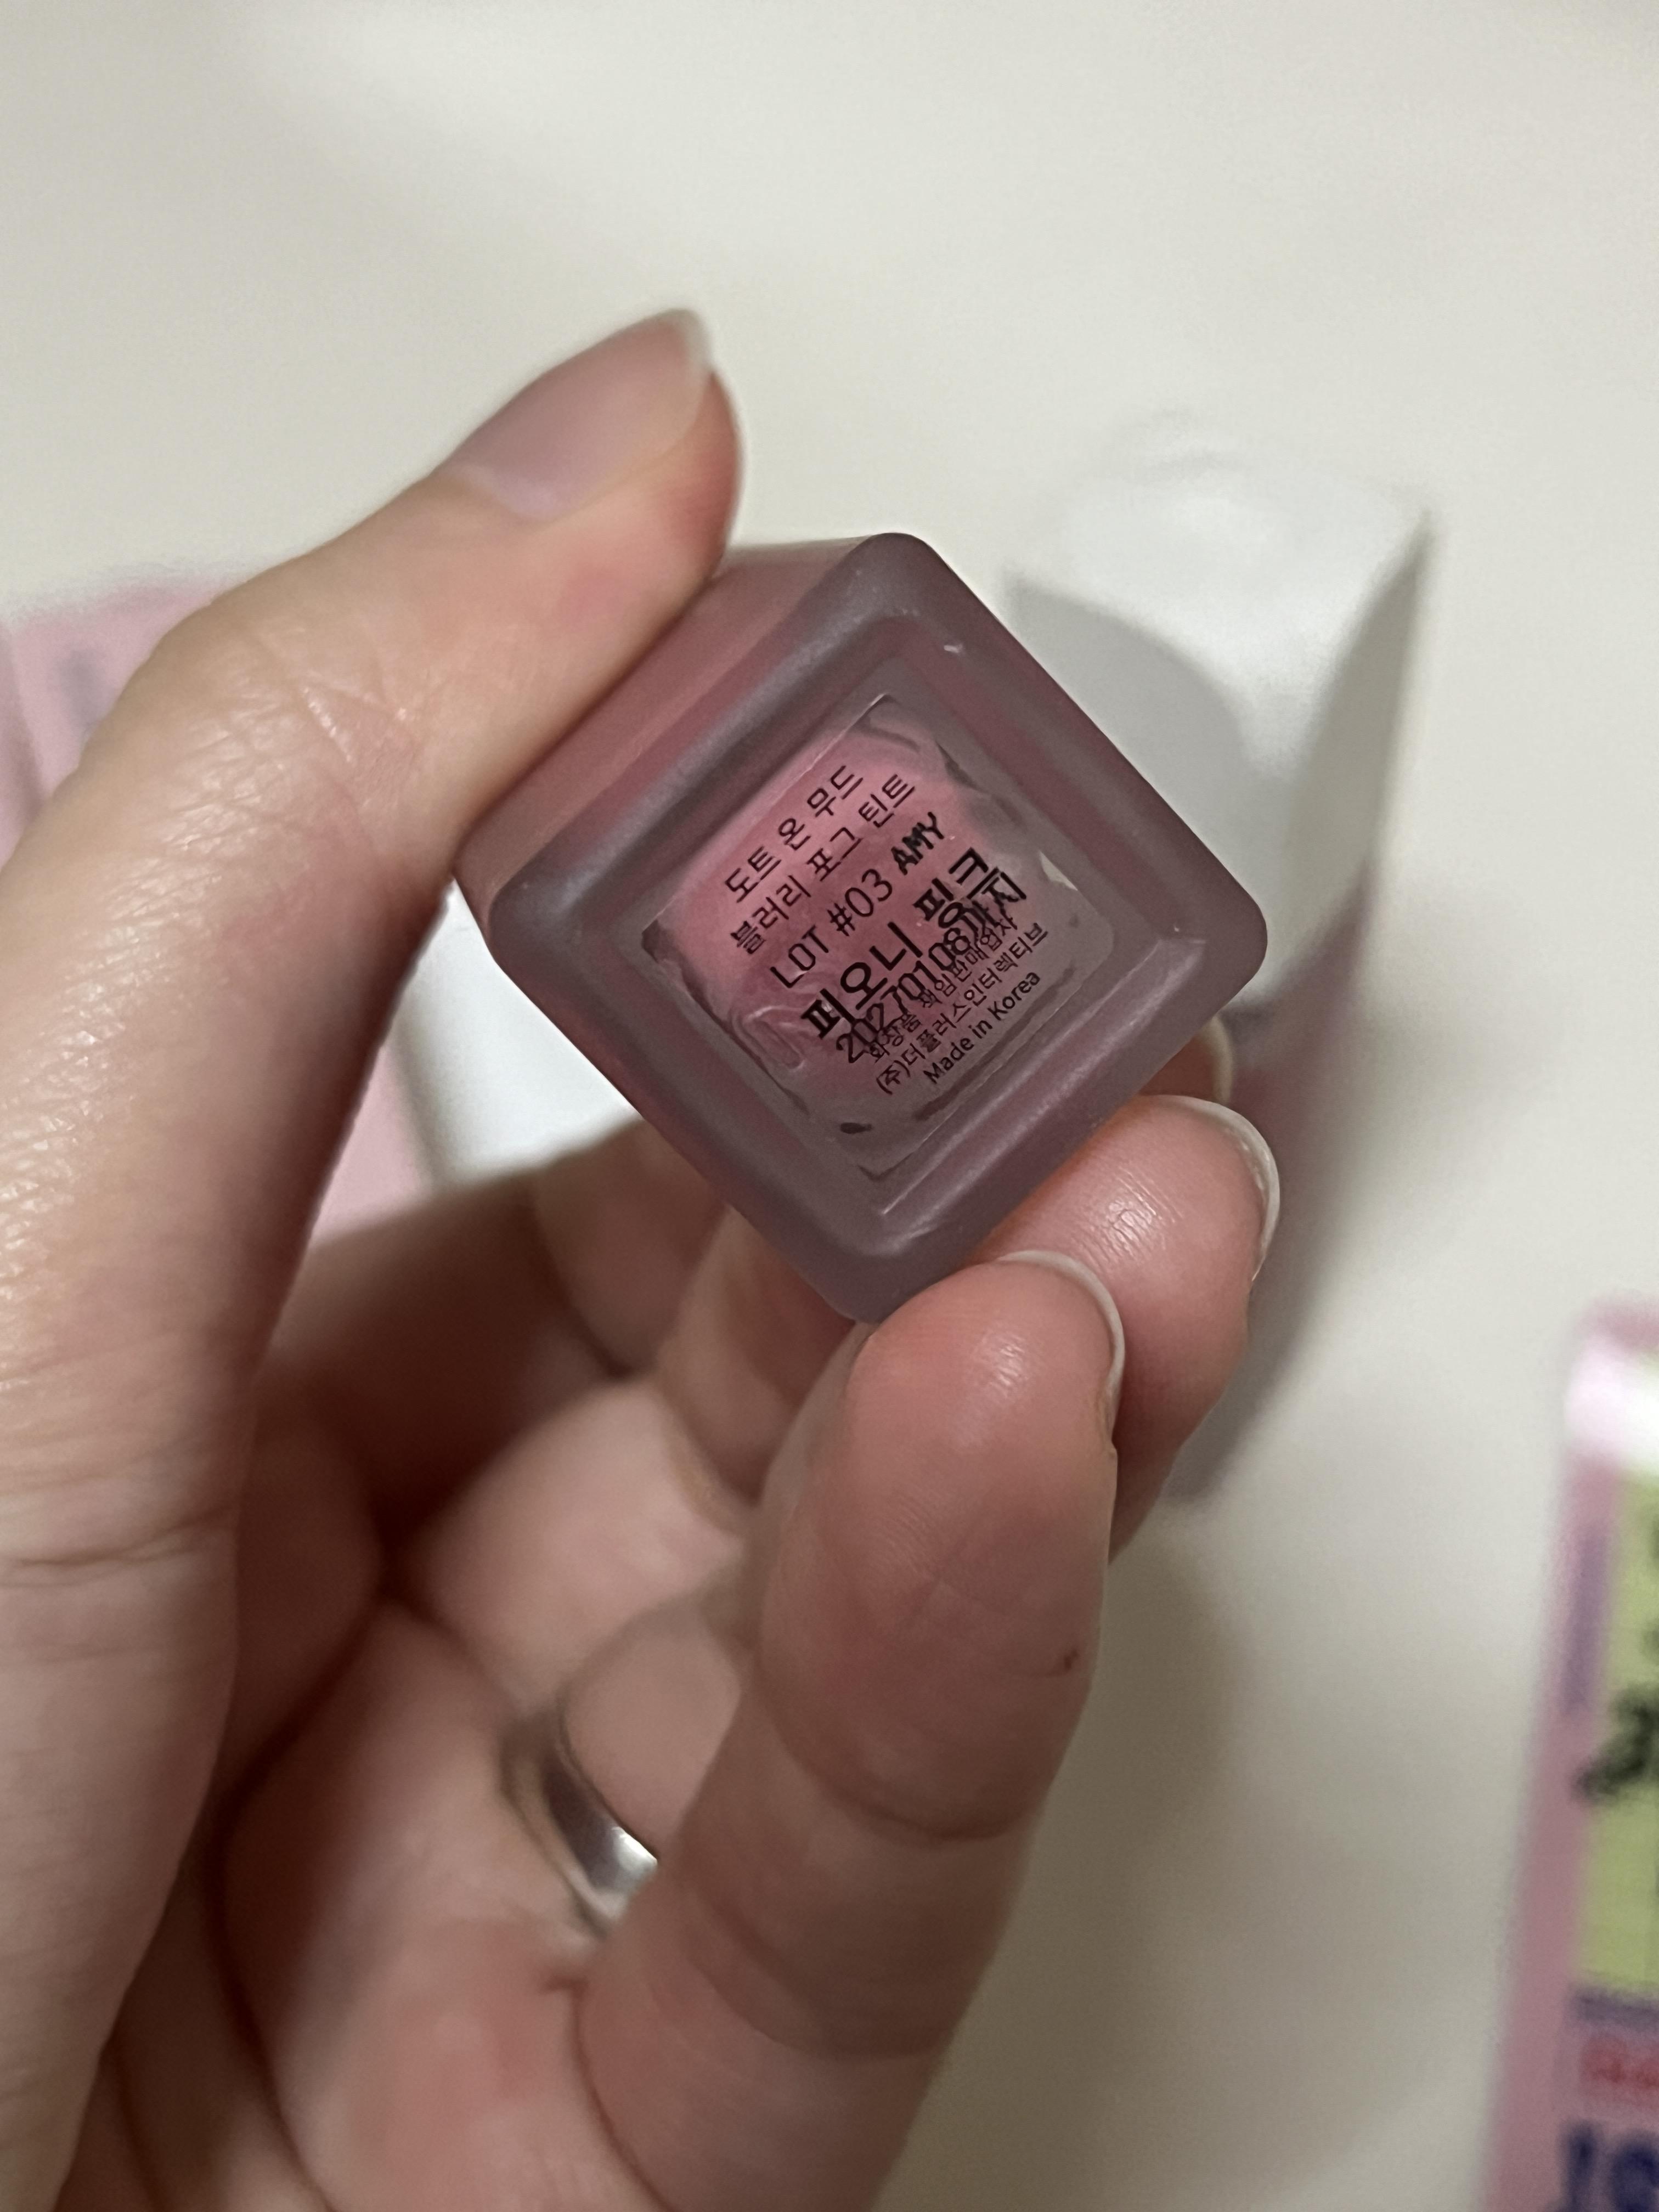 도트 온 무드
블러리 포그 틴트
LOT #03 AMY
피오니 핑크
20270108까지
화장품 책임판매업자
(주)더플러스인터렉티브
Made in Korea